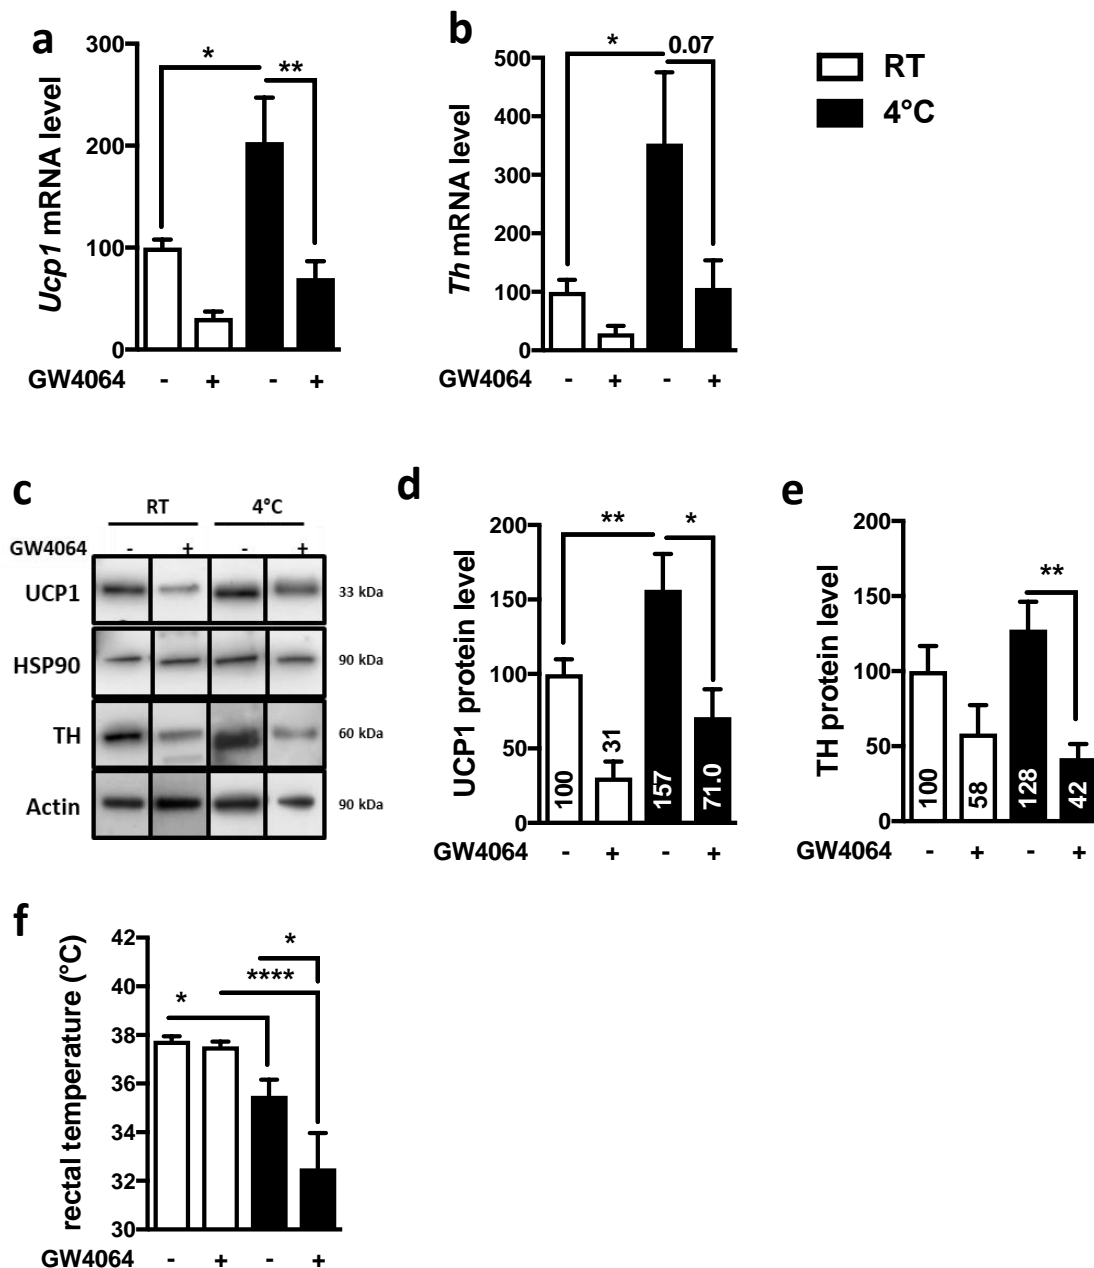 a
300
200
100
0
Ucp1 mRNA level
*
**
GW4064 - + - +
b
500
400
300
200
100
0
Th mRNA level
*
0.07
GW4064 - + - +
RT
4°C
c
RT 4°C
GW4064 - + - +
UCP1 33 kDa
HSP90 90 kDa
TH 60 kDa
Actin 90 kDa
d
200
150
100
50
0
UCP1 protein level
**
*
100 31 157 71.0
GW4064 - + - +
e
200
150
100
50
0
TH protein level
**
100 58 128 42
GW4064 - + - +
f
42
40
38
36
34
32
30
rectal temperature (°C)
*
****
*
GW4064 - + - +